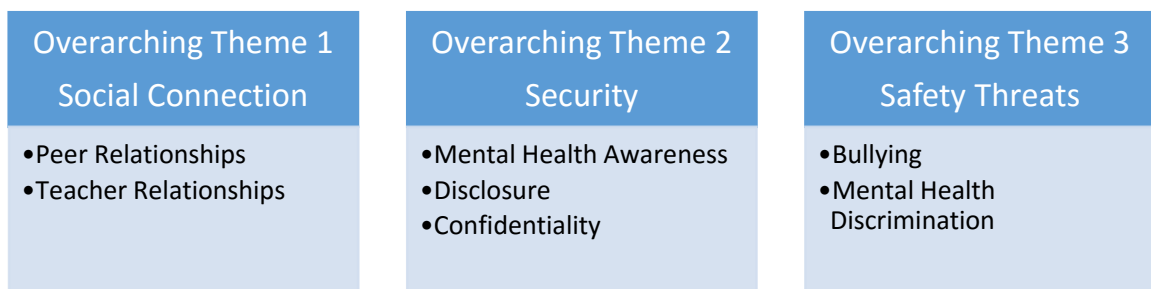 Overarching Theme 1
Social Connection
•Peer Relationships
•Teacher Relationships
Overarching Theme 2
Security
•Mental Health Awareness
•Disclosure
•Confidentiality
Overarching Theme 3
Safety Threats
•Bullying
•Mental Health
Discrimination